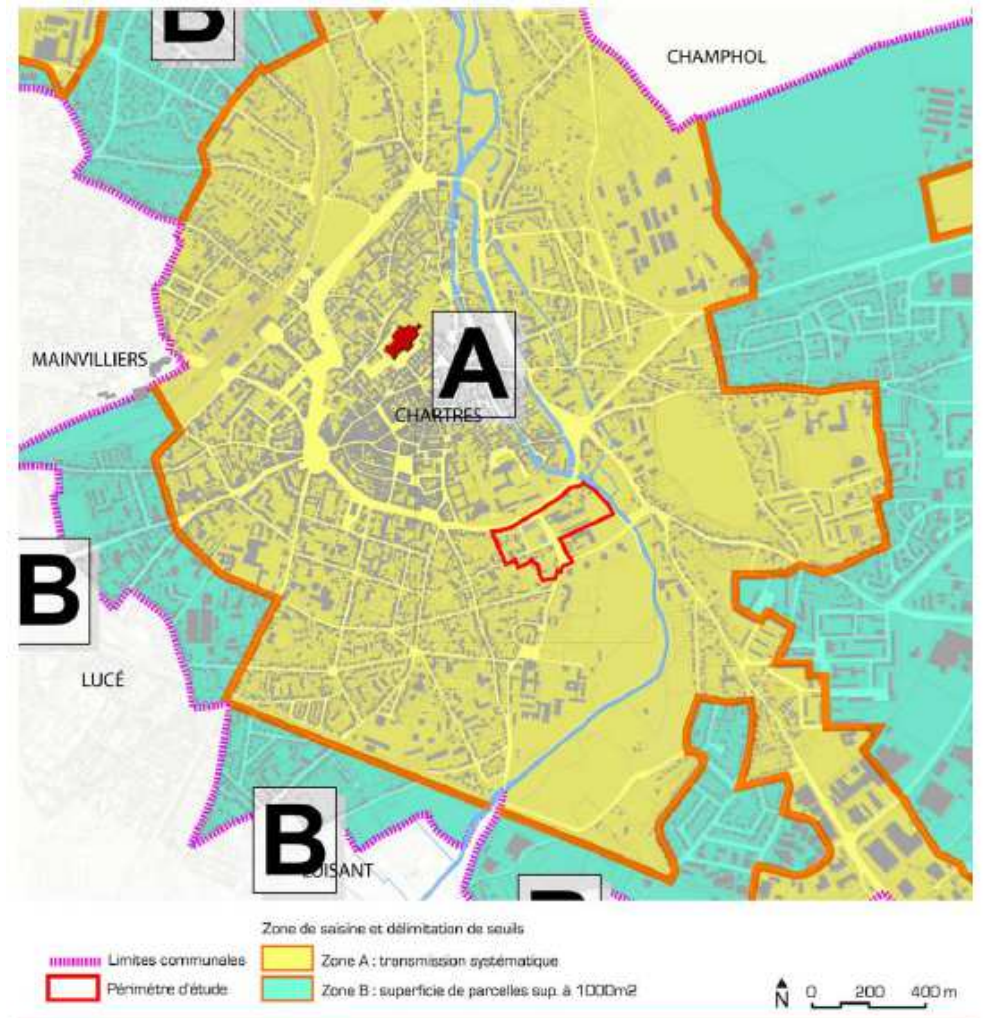 B
CHAMPHOL
MAINVILLIERS
A
CHARTRES
B
LUCÉ
B
LUISANT
B
Zone de saisine et délimitation de seuils
Limites communales
Zone A : transmission systématique
Périmètre d'étude
Zone B : superficie de parcelles sup. à 1000m2
N
0 200 400 m